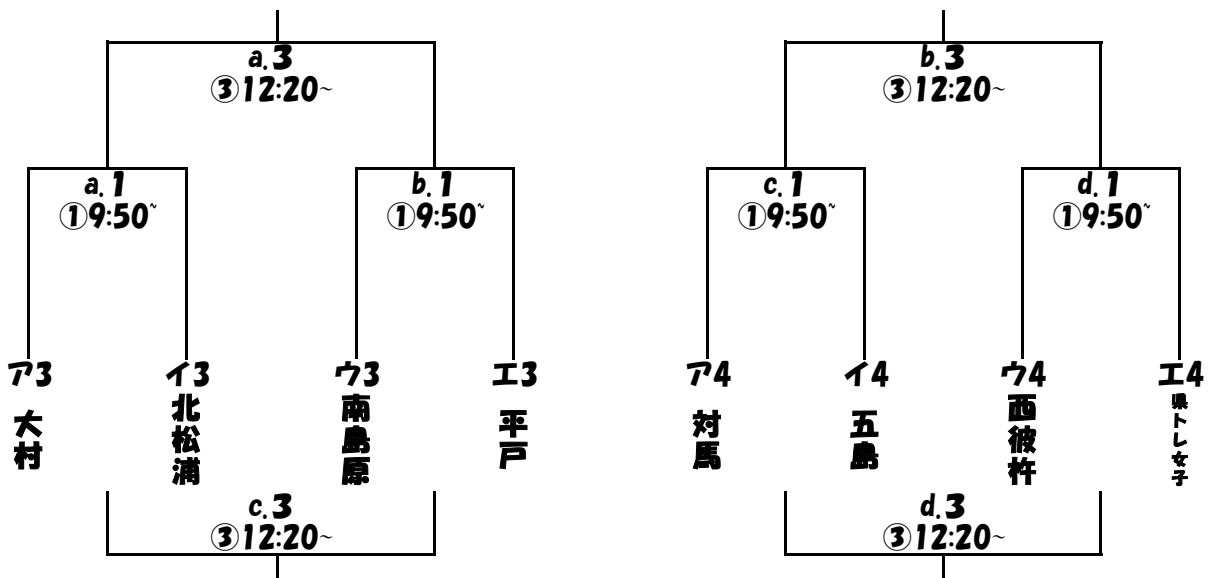 a.3
③12:20~
b.3
③12:20~
a.1
①9:50~
b.1
①9:50~
c.1
①9:50~
d.1
①9:50~
ア3
イ3
ウ3
エ3
ア4
イ4
ウ4
エ4
大村
北松浦
南島原
平戸
対馬
五島
西彼杵
県トレ女子
c.3
③12:20~
d.3
③12:20~